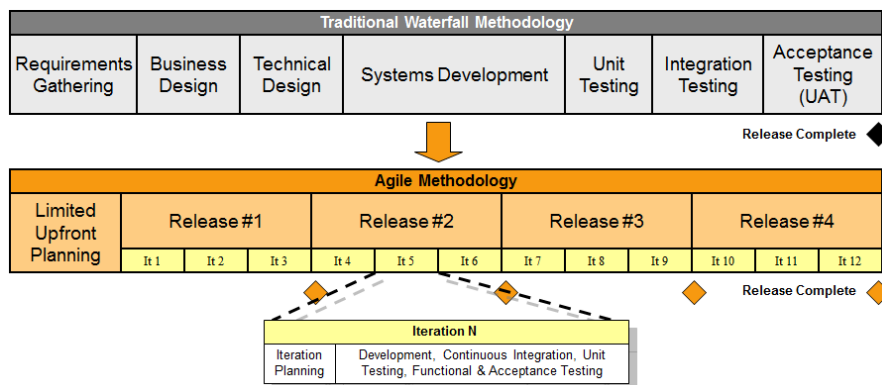 Traditional Waterfall Methodology
Requirements
Gathering
Business
Design
Technical
Design
Systems Development
Unit
Testing
Integration
Testing
Acceptance
Testing
(UAT)
Release Complete
Agile Methodology
Limited
Upfront
Planning
Release #1
Release #2
Release #3
Release #4
It 1
It 2
It 3
It 4
It 5
It 6
It 7
It 8
It 9
It 10
It 11
It 12
Release Complete
Iteration N
Iteration
Planning
Development, Continuous Integration, Unit
Testing, Functional & Acceptance Testing